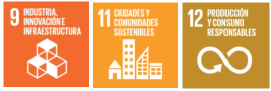 9 INDUSTRIA,
INNOVACIÓN E
INFRAESTRUCTURA
11 CIUDADES Y
COMUNIDADES
SOSTENIBLES
12 PRODUCCIÓN
Y CONSUMO
RESPONSABLES